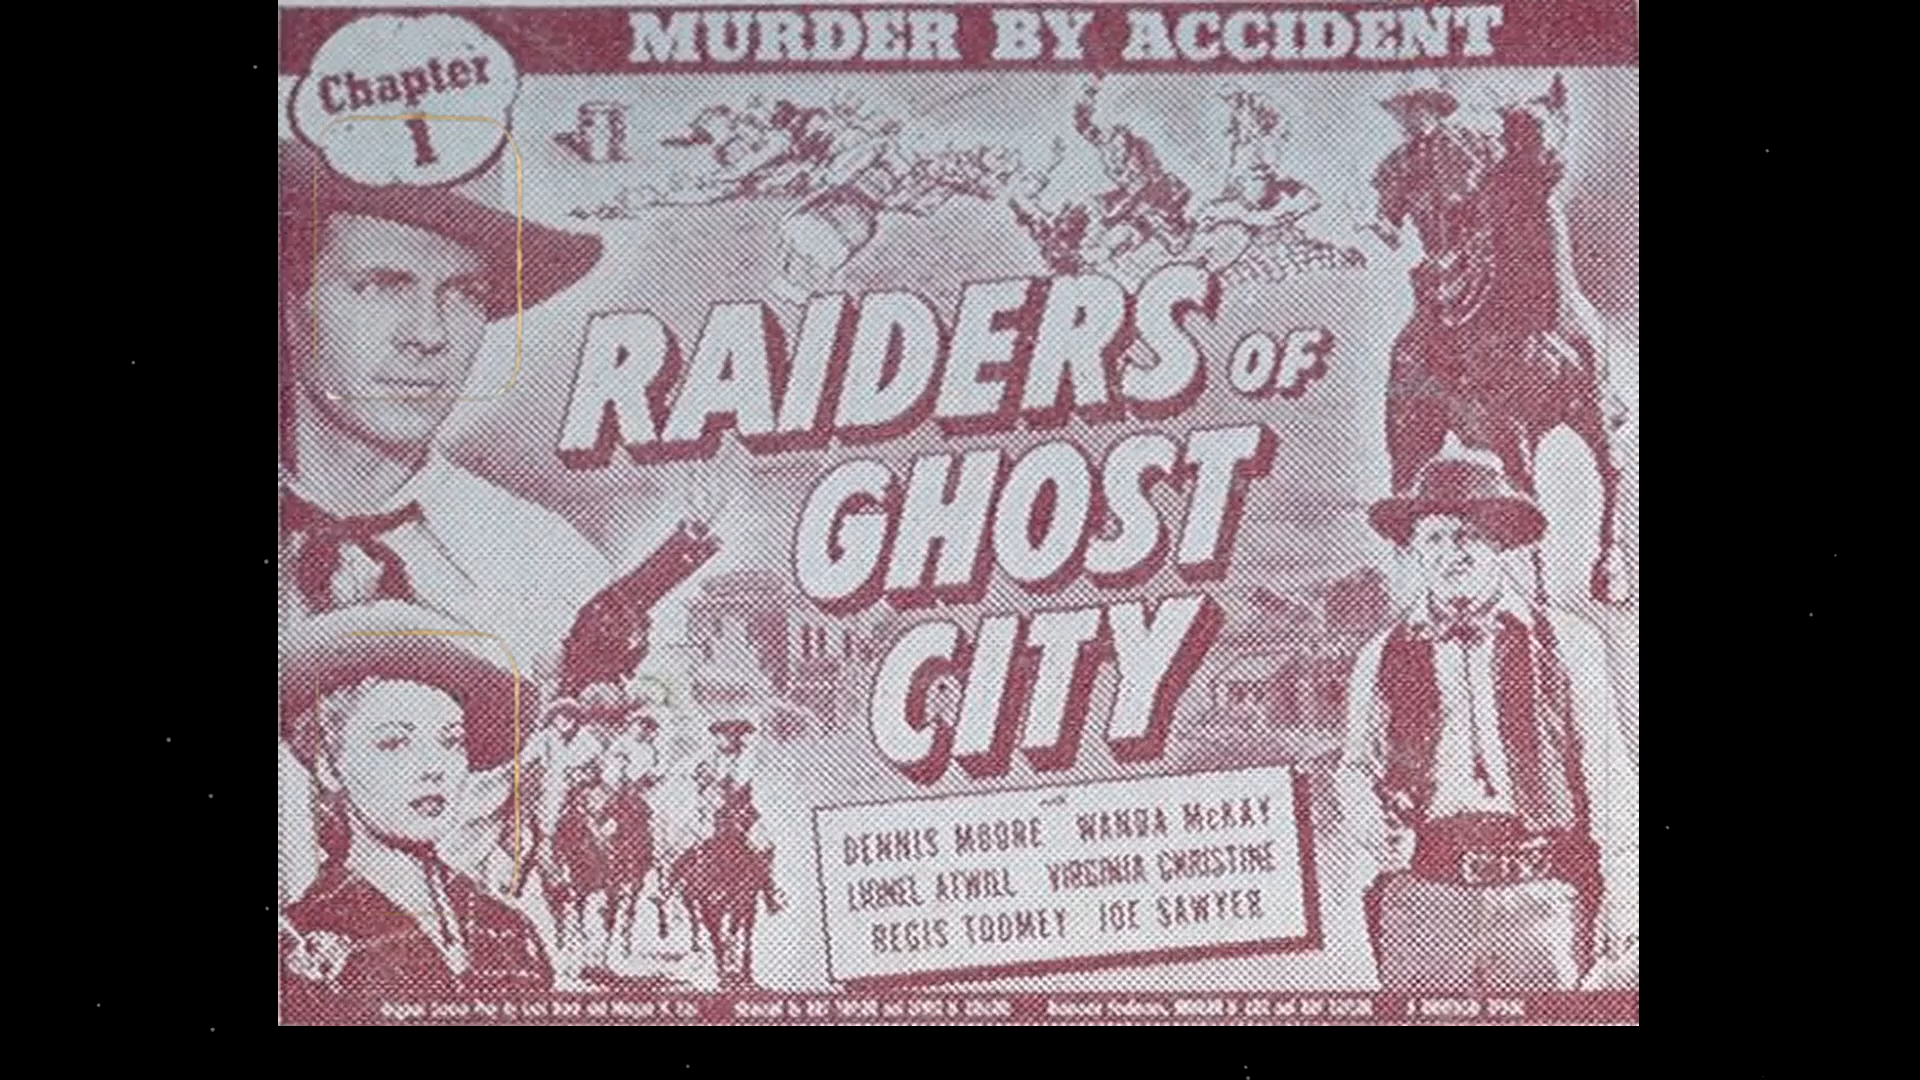 MURDER BY ACCIDENT
Chapter
1
RAIDERS OF
GHOST
CITY
DENNIS MOORE WANDA McKAY
LIONEL ATWILL VIRGINIA CHRISTINE
REGIS TOOMEY JOE SAWYER